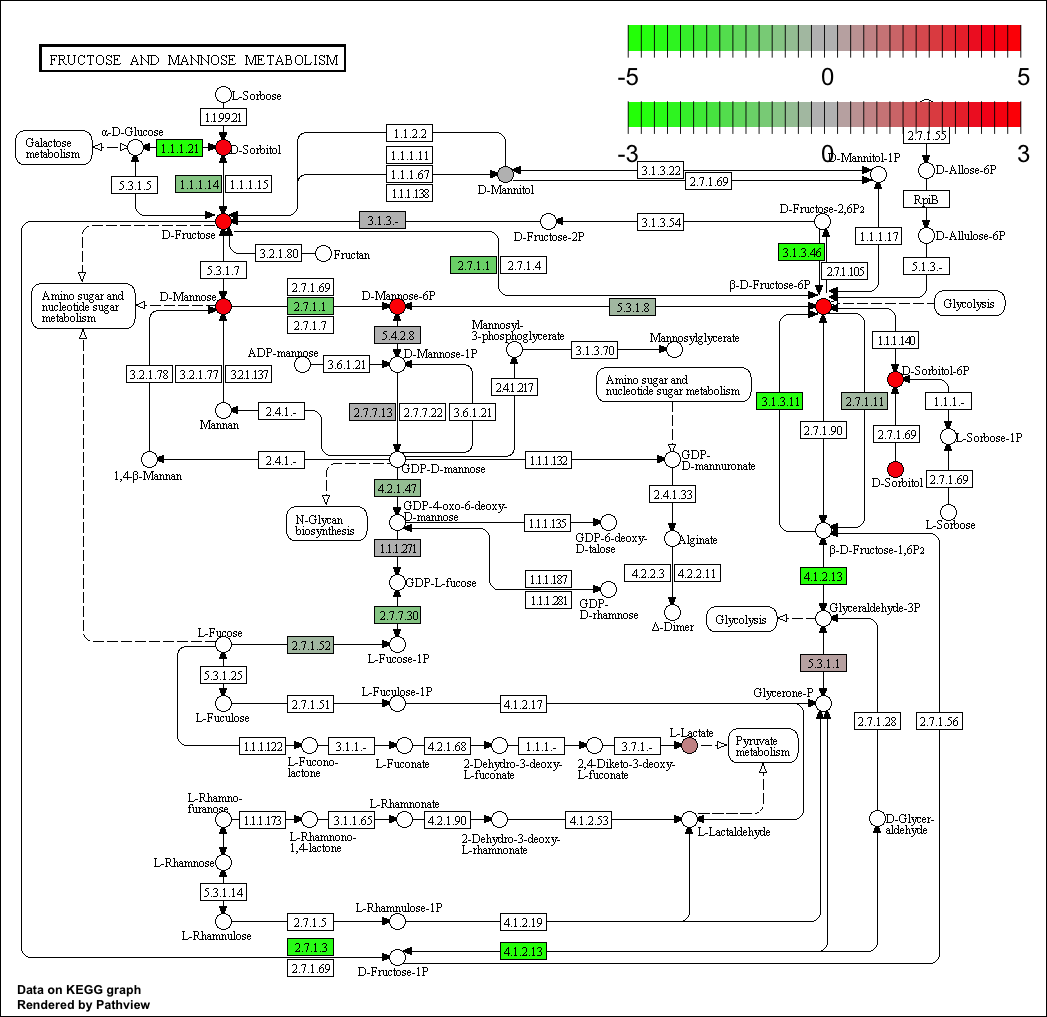 FRUCTOSE AND MANNOSE METABOLISM
-5
0
5
-3
0
3
L-Sorbose
1.1.99.21
α-D-Glucose
Galactose
metabolism
1.1.1.21
D-Sorbitol
5.3.1.5
1.1.1.14
1.1.1.15
D-Fructose
1.1.2.2
1.1.1.11
1.1.1.67
1.1.1.138
D-Mannitol
3.1.3.22
2.7.1.69
D-Mannitol-1P
2.7.1.55
D-Allose-6P
RpiB
D-Allulose-6P
5.3.1.-
3.1.3.-
D-Fructose-2P
3.1.3.54
D-Fructose-2,6P2
1.1.1.17
3.1.3.46
2.7.1.105
3.2.1.80
Fructan
2.7.1.1
2.7.1.4
β-D-Fructose-6P
Glycolysis
5.3.1.7
Amino sugar and
nucleotide sugar
metabolism
D-Mannose
2.7.1.69
2.7.1.1
2.7.1.7
D-Mannose-6P
5.3.1.8
5.4.2.8
Mannosyl-
3-phosphoglycerate
3.1.3.70
Mannosylglycerate
1.1.1.140
ADP-mannose
3.6.1.21
D-Mannose-1P
3.2.1.78
3.2.1.77
3.2.1.137
2.4.1.217
Amino sugar and
nucleotide sugar metabolism
D-Sorbitol-6P
1.1.1.-
3.1.3.11
2.7.1.11
Mannan
2.4.1.-
2.7.7.13
2.7.7.22
3.6.1.21
2.7.1.90
2.7.1.69
L-Sorbose-1P
1,4-β-Mannan
2.4.1.-
GDP-D-mannose
1.1.1.132
GDP-
D-mannuronate
D-Sorbitol
2.7.1.69
L-Sorbose
4.2.1.47
N-Glycan
biosynthesis
GDP-4-oxo-6-deoxy-
D-mannose
2.4.1.33
1.1.1.135
GDP-6-deoxy-
D-talose
Alginate
1.1.1.271
β-D-Fructose-1,6P2
GDP-L-fucose
1.1.1.187
1.1.1.281
GDP-
D-rhamnose
4.2.2.3
4.2.2.11
4.1.2.13
Δ-Dimer
2.7.7.30
Glycolysis
Glyceraldehyde-3P
L-Fucose
2.7.1.52
L-Fucose-1P
5.3.1.1
5.3.1.25
L-Fuculose
2.7.1.51
L-Fuculose-1P
4.1.2.17
Glycerone-P
2.7.1.28
2.7.1.56
1.1.1.122
L-Fucono-
lactone
3.1.1.-
L-Fuconate
4.2.1.68
2-Dehydro-3-deoxy-
L-fuconate
1.1.1.-
2,4-Diketo-3-deoxy-
L-fuconate
3.7.1.-
L-Lactate
Pyruvate
metabolism
L-Rhamno-
furanose
1.1.1.173
L-Rhamnono-
1,4-lactone
3.1.1.65
L-Rhamnonate
4.2.1.90
2-Dehydro-3-deoxy-
L-rhamnonate
4.1.2.53
L-Lactaldehyde
D-Glycer-
aldehyde
L-Rhamnose
5.3.1.14
L-Rhamnulose
2.7.1.5
L-Rhamnulose-1P
4.1.2.19
2.7.1.3
2.7.1.69
D-Fructose-1P
4.1.2.13
Data on KEGG graph
Rendered by Pathview